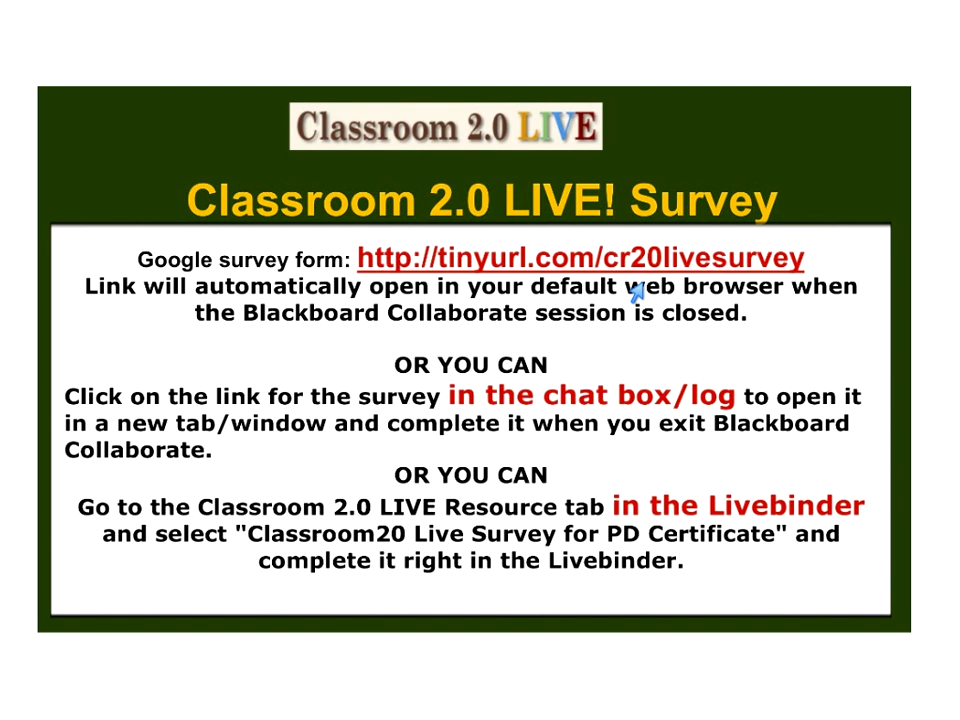 Classroom 2.0 LIVE
Classroom 2.0 LIVE! Survey
Google survey form: http://tinyurl.com/cr20livesurvey
Link will automatically open in your default web browser when
the Blackboard Collaborate session is closed.
OR YOU CAN
Click on the link for the survey in the chat box/log to open it
in a new tab/window and complete it when you exit Blackboard
Collaborate.
OR YOU CAN
Go to the Classroom 2.0 LIVE Resource tab in the Livebinder
and select "Classroom20 Live Survey for PD Certificate" and
complete it right in the Livebinder.